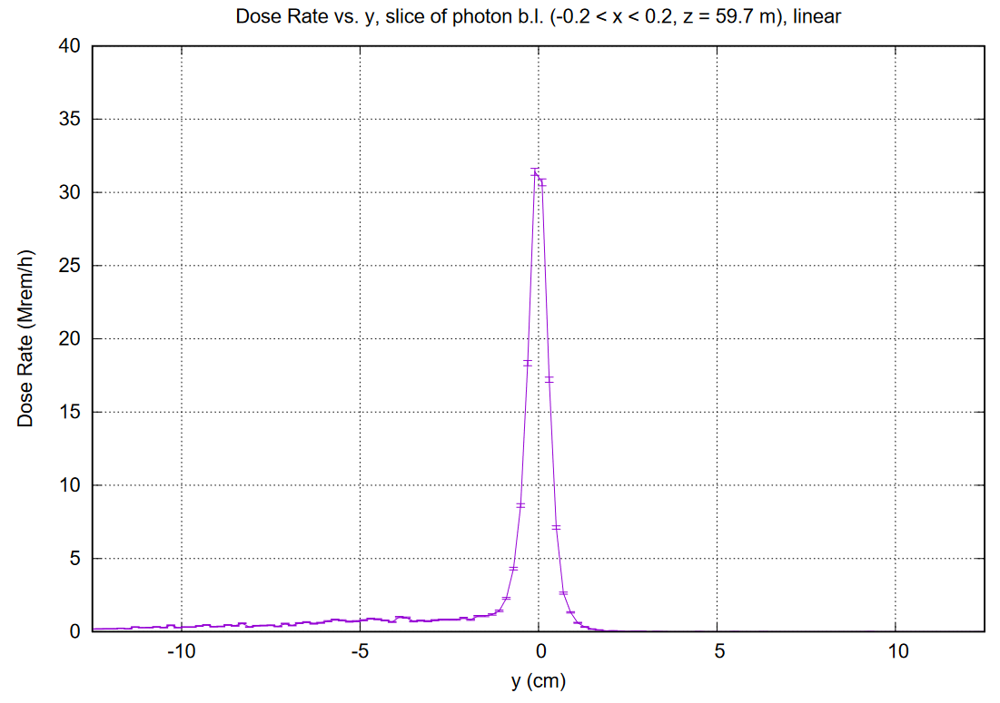 Dose Rate vs. y, slice of photon b.l. (-0.2 < x < 0.2, z = 59.7 m), linear
40
35
30
25
20
15
10
5
0
Dose Rate (Mrem/h)
-10 -5 0 5 10
y (cm)